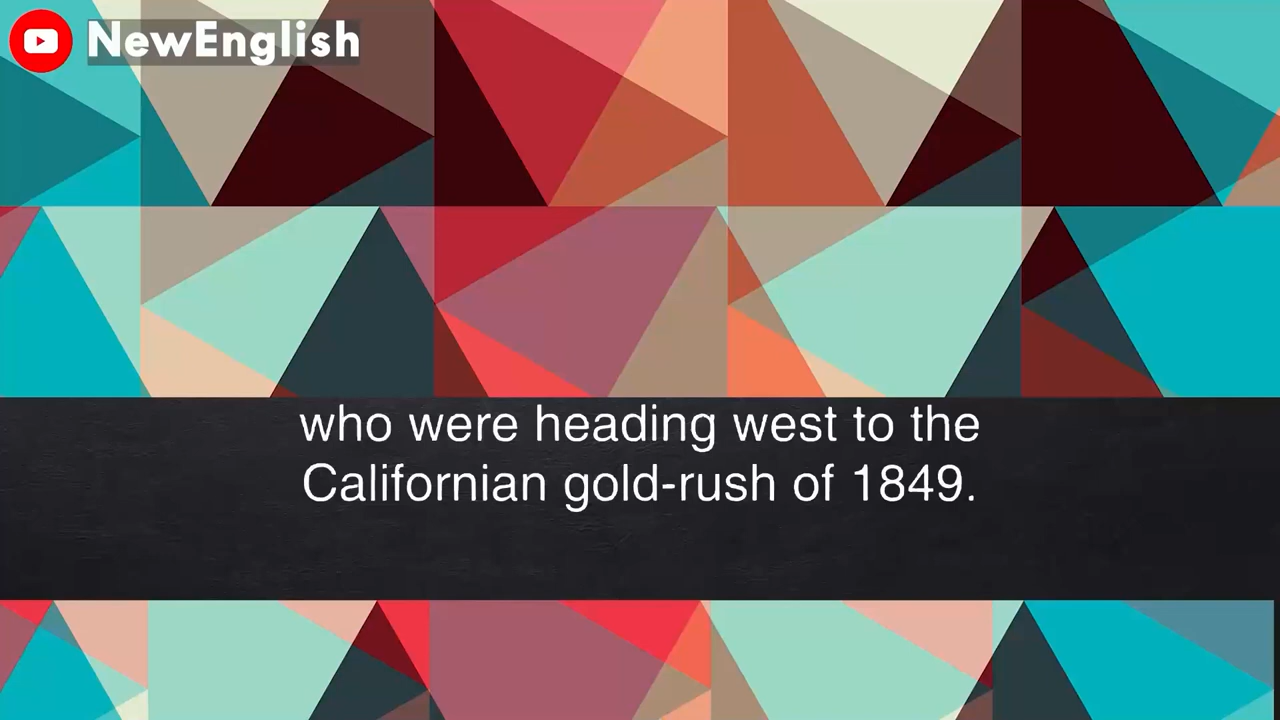 NewEnglish
who were heading west to the
Californian gold-rush of 1849.